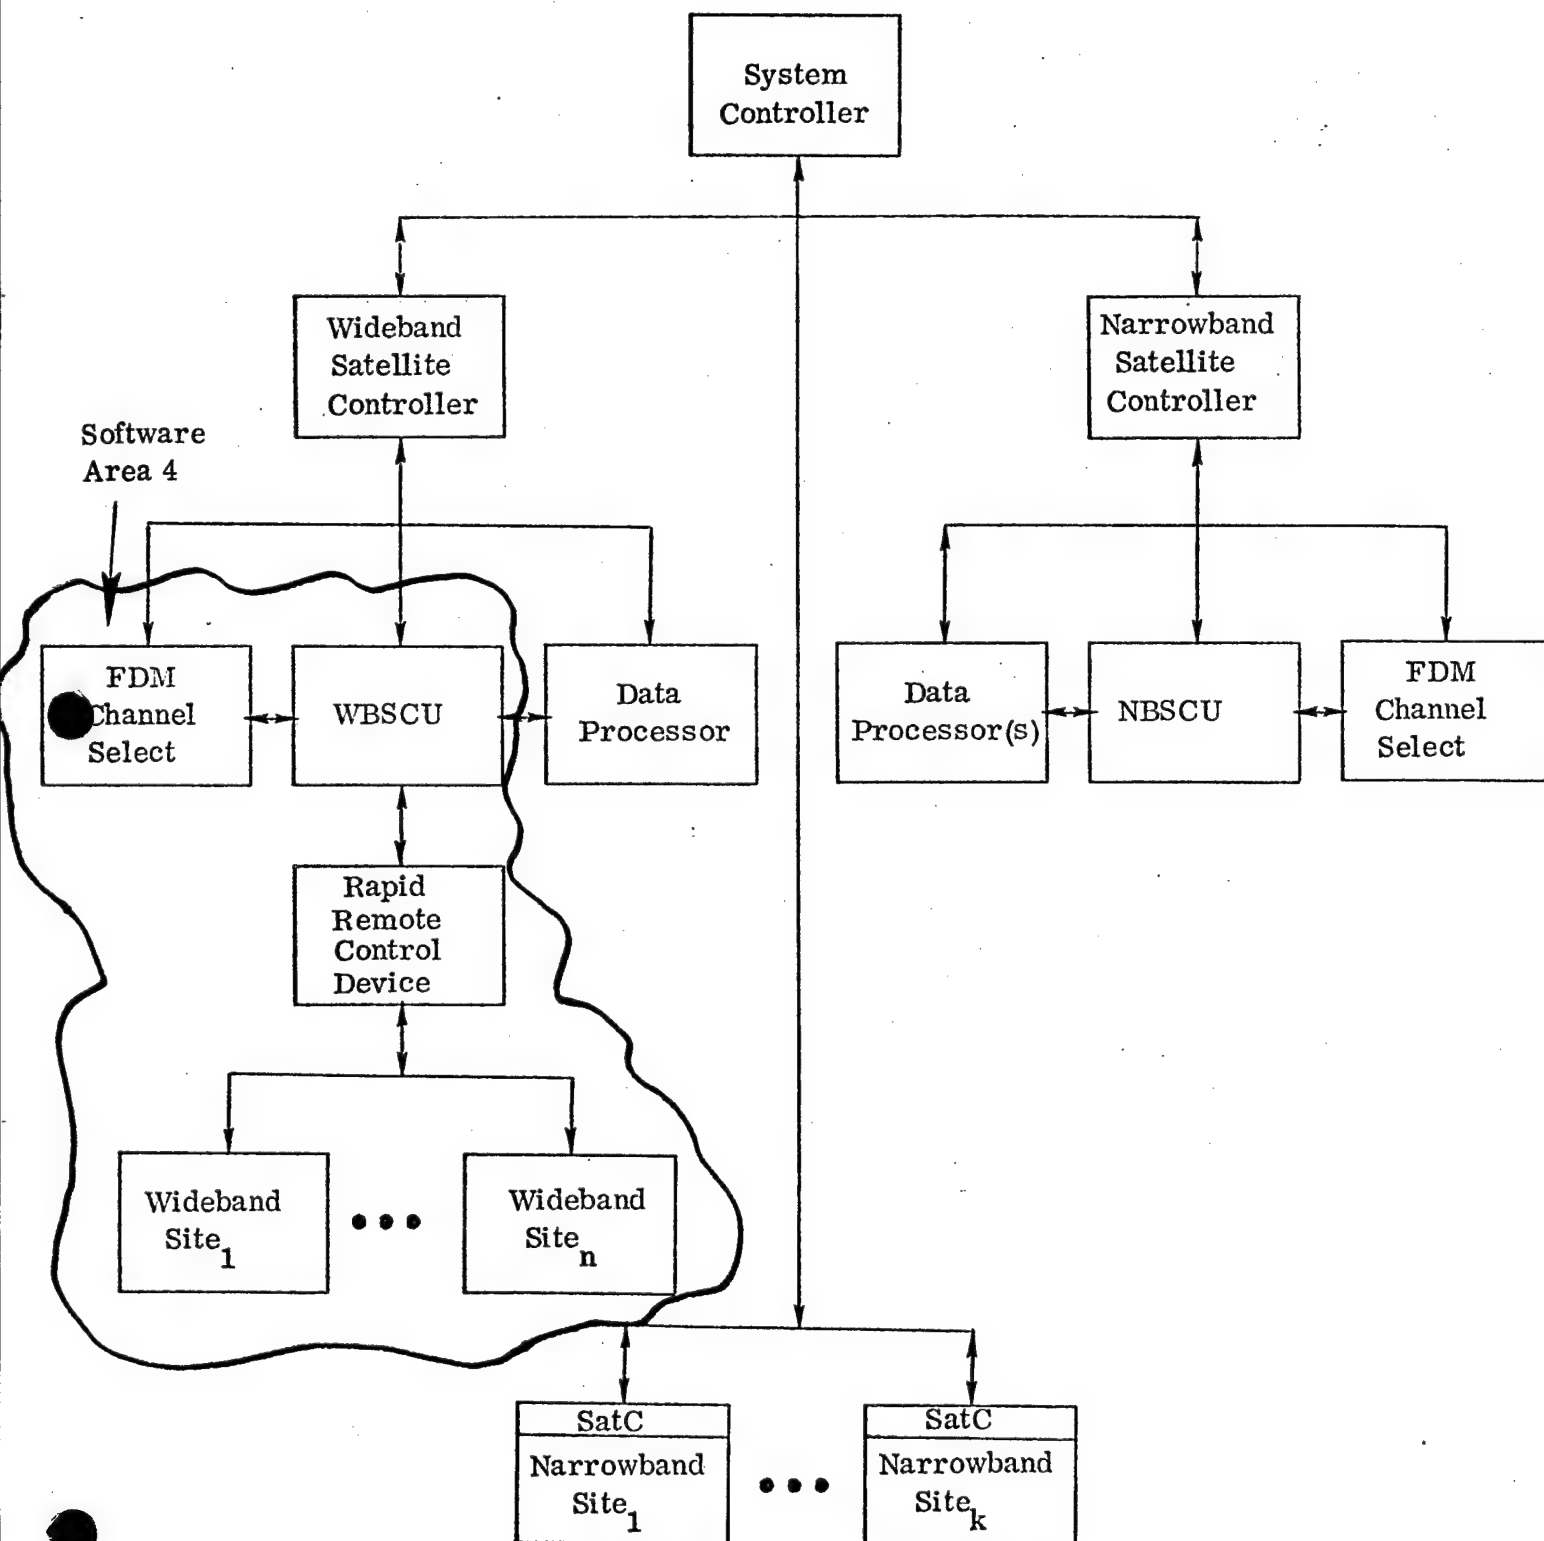 System
Controller
Wideband
Satellite
Controller
Narrowband
Satellite
Controller
Software
Area 4
FDM
Channel
Select
WBSCU
Data
Processor
Data
Processor(s)
NBSCU
FDM
Channel
Select
Rapid
Remote
Control
Device
Wideband
Site1
Wideband
Siten
SatC
Narrowband
Site1
SatC
Narrowband
Sitek